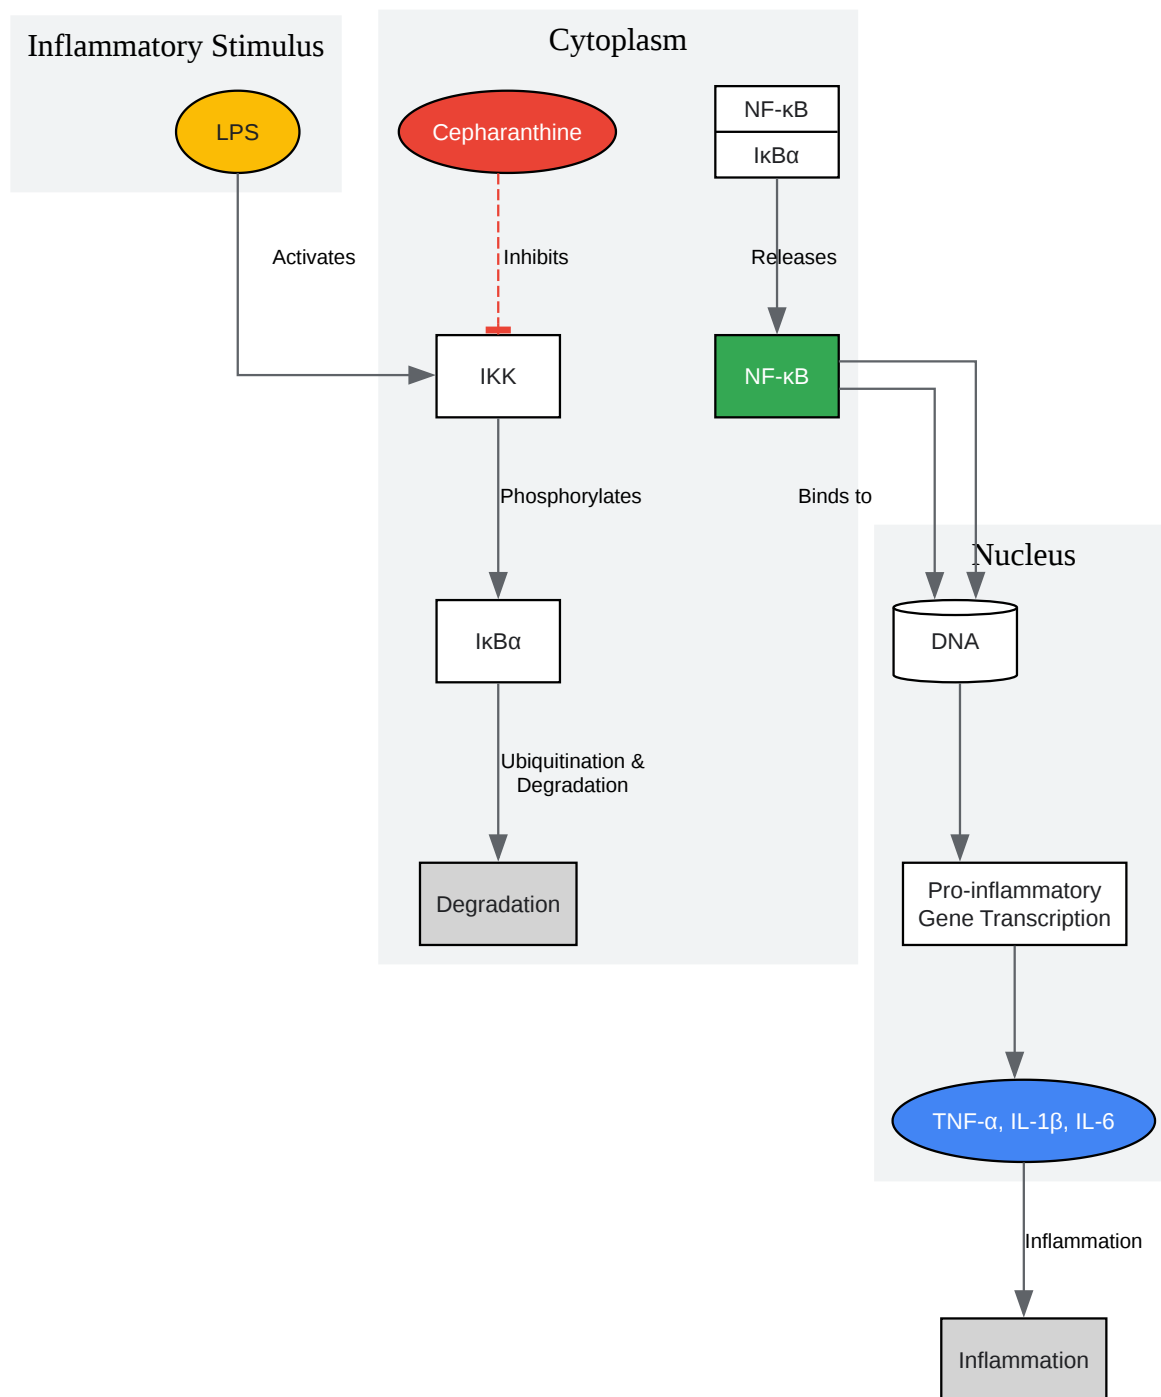 Inflammatory Stimulus
Cytoplasm
LPS
Cepharanthine
NF-κB
IκBα
Activates
Inhibits
Releases
IKK
NF-κB
Phosphorylates
Binds to
Nucleus
IκBα
DNA
Ubiquitination &
Degradation
Degradation
Pro-inflammatory
Gene Transcription
TNF-α, IL-1β, IL-6
Inflammation
Inflammation